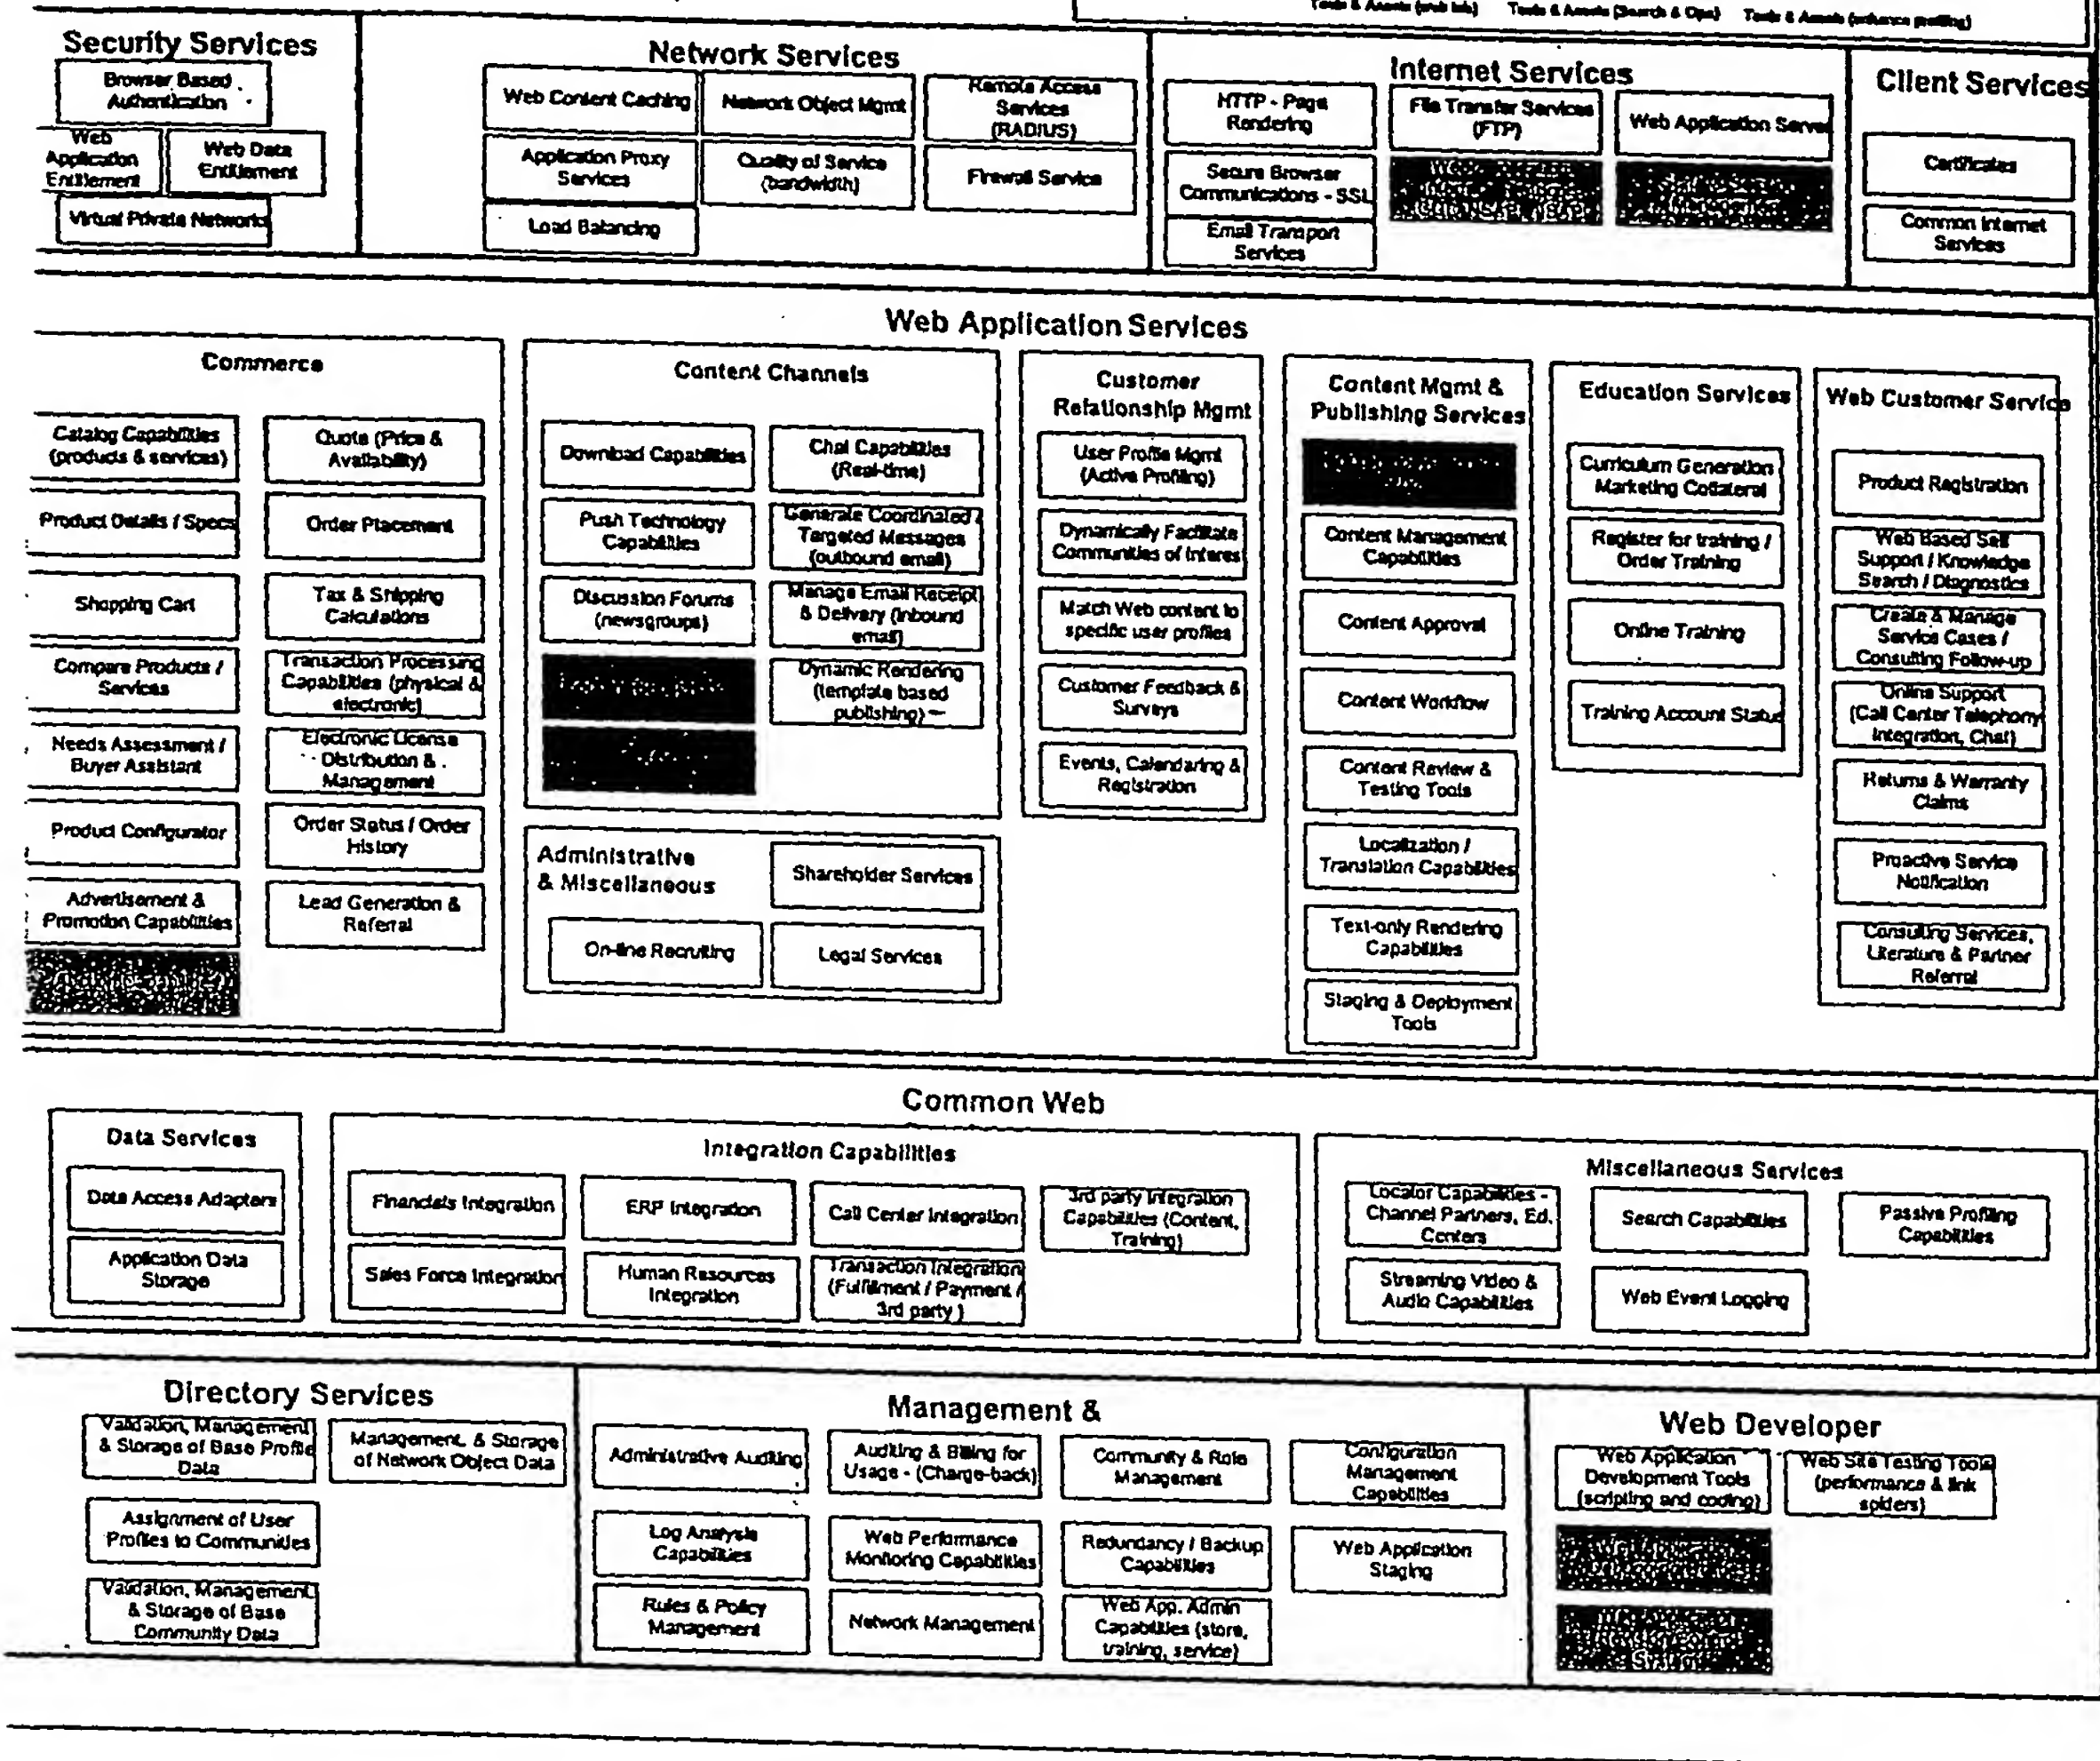 Tools & Assets (Search & Ops)
Tools & Assets (enhance profiling)
Security Services
Browser Based
Authentication
Web
Application
Entitlement
Web Data
Entitlement
Virtual Private Networks
Network Services
Web Content Caching
Network Object Mgmt
Remote Access
Services
(RADIUS)
Application Proxy
Services
Quality of Service
(bandwidth)
Firewall Service
Load Balancing
Internet Services
HTTP - Page
Rendering
File Transfer Services
(FTP)
Web Application Server
Secure Browser
Communications - SSL
Email Transport
Services
Client Services
Certificates
Common Internet
Services
Web Application Services
Commerce
Catalog Capabilities
(products & services)
Quote (Price &
Availability)
Product Details / Specs
Order Placement
Shopping Cart
Tax & Shipping
Calculations
Compare Products /
Services
Transaction Processing
Capabilities (physical &
electronic)
Needs Assessment /
Buyer Assistant
Electronic License
Distribution &
Management
Product Configurator
Order Status / Order
History
Advertisement &
Promotion Capabilities
Lead Generation &
Referral
Content Channels
Download Capabilities
Chat Capabilities
(Real-time)
Push Technology
Capabilities
Generate Coordinated /
Targeted Messages
(outbound email)
Discussion Forums
(newsgroups)
Manage Email Receipt
& Delivery (inbound
email)
Dynamic Rendering
(template based
publishing)
Administrative
& Miscellaneous
Shareholder Services
On-line Recruiting
Legal Services
Customer
Relationship Mgmt
User Profile Mgmt
(Active Profiling)
Dynamically Facilitate
Communities of Interes
Match Web content to
specific user profiles
Customer Feedback &
Surveys
Events, Calendaring &
Registration
Content Mgmt &
Publishing Services
Content Management
Capabilities
Content Approval
Content Workflow
Content Review &
Testing Tools
Localization /
Translation Capabilities
Text-only Rendering
Capabilities
Staging & Deployment
Tools
Education Services
Curriculum Generation
Marketing Collateral
Register for training /
Order Training
Online Training
Training Account Status
Web Customer Service
Product Registration
Web Based Self
Support / Knowledge
Search / Diagnostics
Create & Manage
Service Cases /
Consulting Follow-up
Online Support
(Call Center Telephony
Integration, Chat)
Returns & Warranty
Claims
Proactive Service
Notification
Consulting Services,
Literature & Partner
Referral
Common Web
Data Services
Data Access Adapters
Application Data
Storage
Integration Capabilities
Financials Integration
ERP Integration
Call Center Integration
3rd party Integration
Capabilities (Content,
Training)
Sales Force Integration
Human Resources
Integration
Transaction Integration
(Fulfillment / Payment /
3rd party )
Miscellaneous Services
Locator Capabilities -
Channel Partners, Ed.
Centers
Search Capabilities
Passive Profiling
Capabilities
Streaming Video &
Audio Capabilities
Web Event Logging
Directory Services
Validation, Management
& Storage of Base Profile
Data
Management, & Storage
of Network Object Data
Assignment of User
Profiles to Communities
Validation, Management,
& Storage of Base
Community Data
Management &
Administrative Auditing
Auditing & Billing for
Usage - (Charge-back)
Community & Role
Management
Configuration
Management
Capabilities
Log Analysis
Capabilities
Web Performance
Monitoring Capabilities
Redundancy / Backup
Capabilities
Web Application
Staging
Rules & Policy
Management
Network Management
Web App. Admin
Capabilities (store,
training, service)
Web Developer
Web Application
Development Tools
(scripting and coding)
Web Site Testing Tools
(performance & link
spiders)